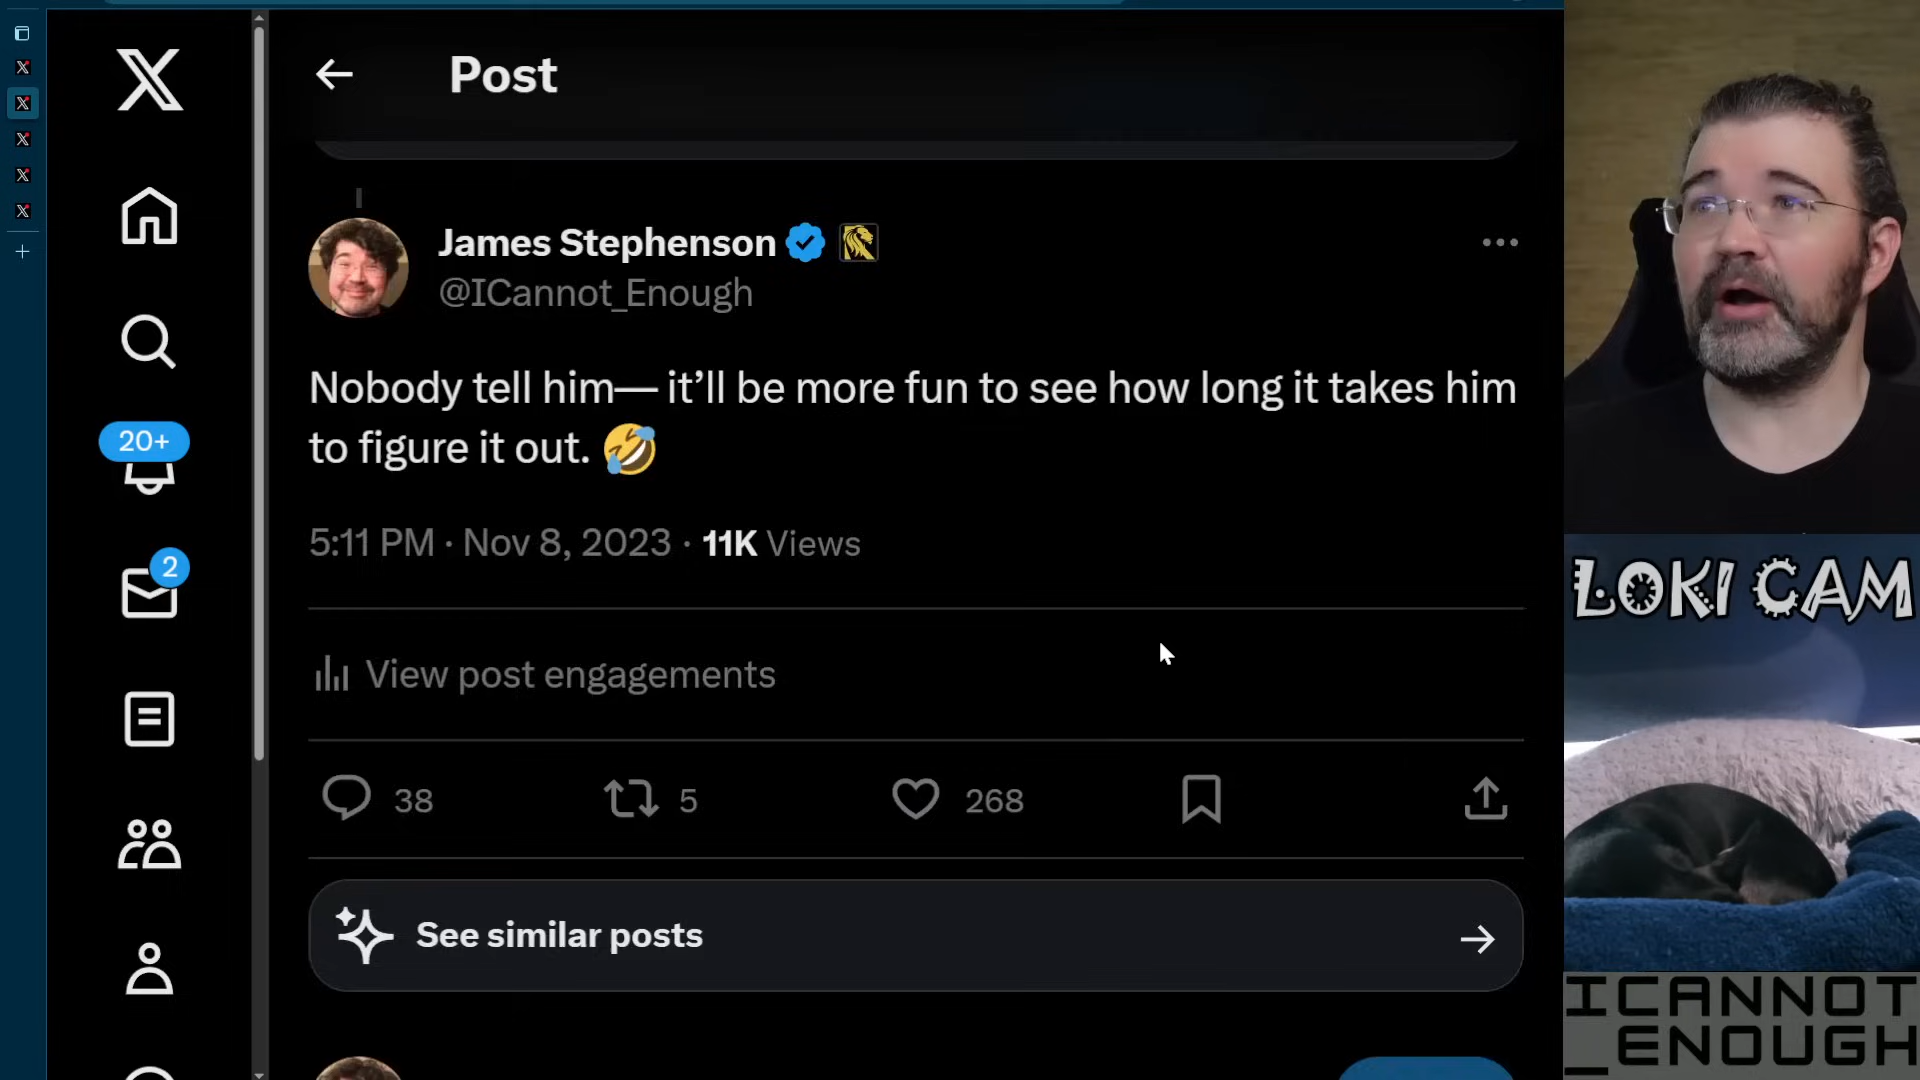 Post
James Stephenson
@ICannot_Enough
Nobody tell him— it’ll be more fun to see how long it takes him
to figure it out. 🤣
5:11 PM · Nov 8, 2023 · 11K Views
20+
2
View post engagements
38
5
268
See similar posts
LOKI CAM
ICANNOT
_ENOUGH